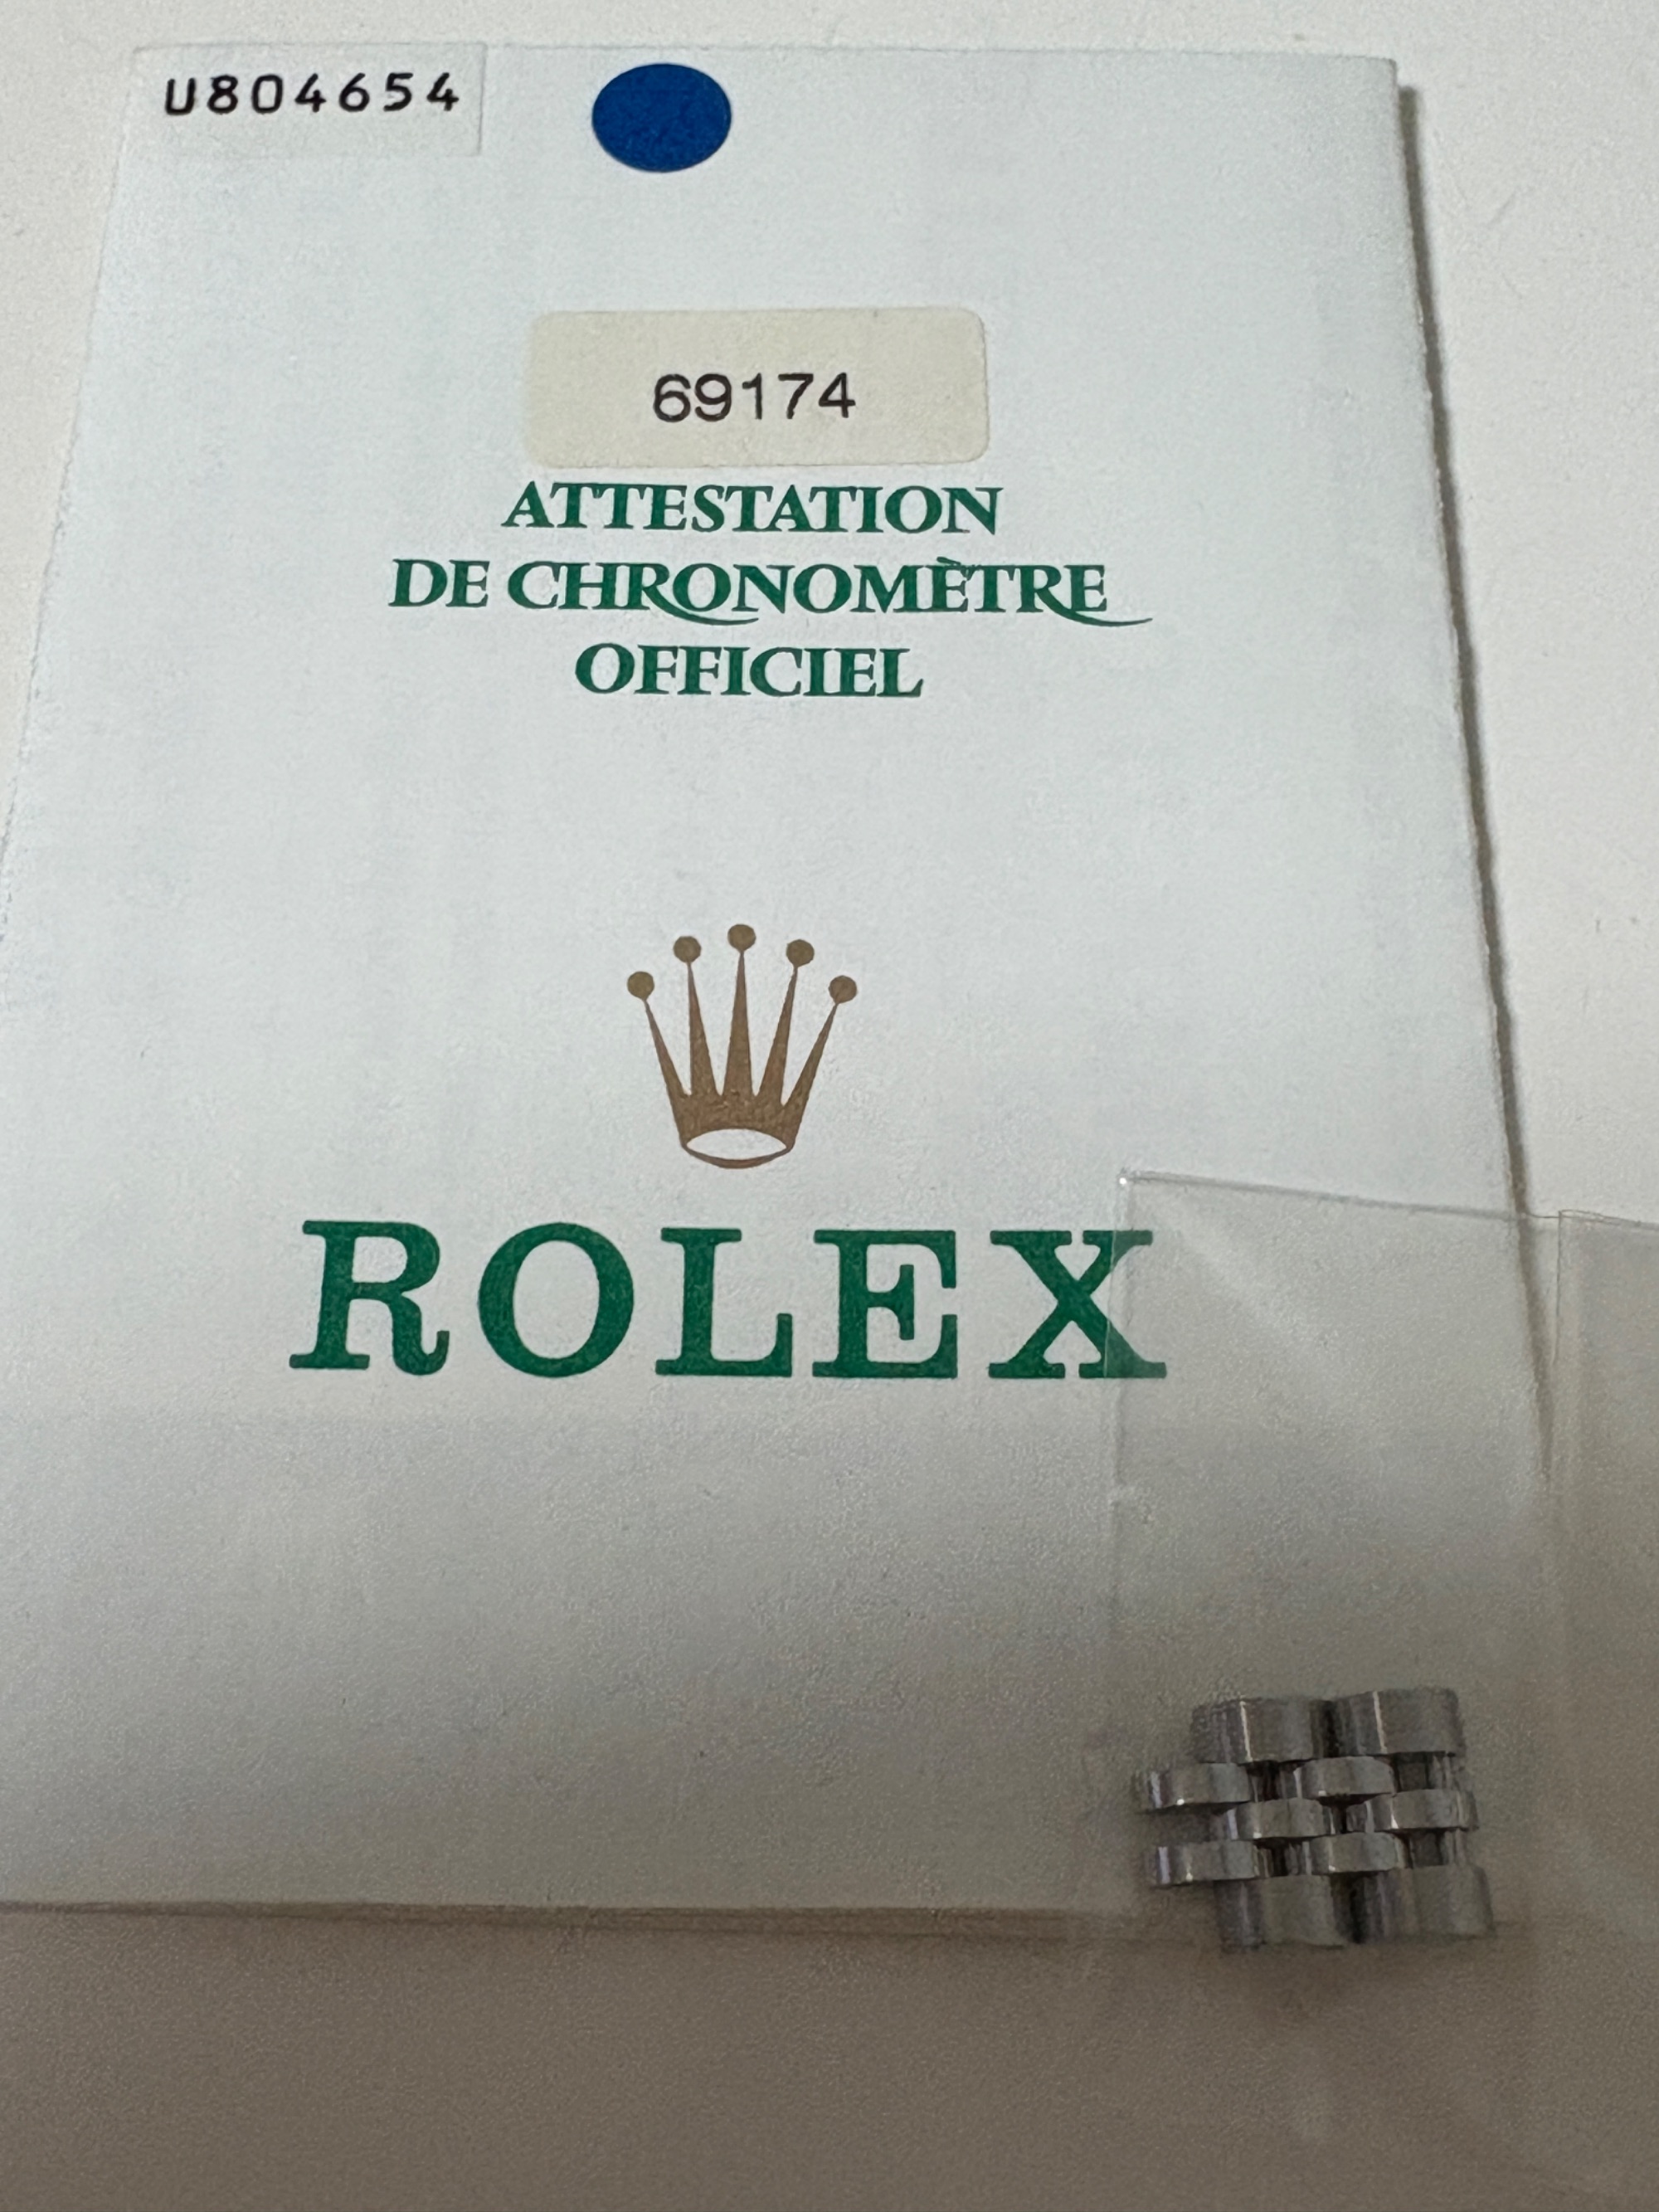 U804654
69174
ATTESTATION
DE CHRONOMÈTRE
OFFICIEL
ROLEX